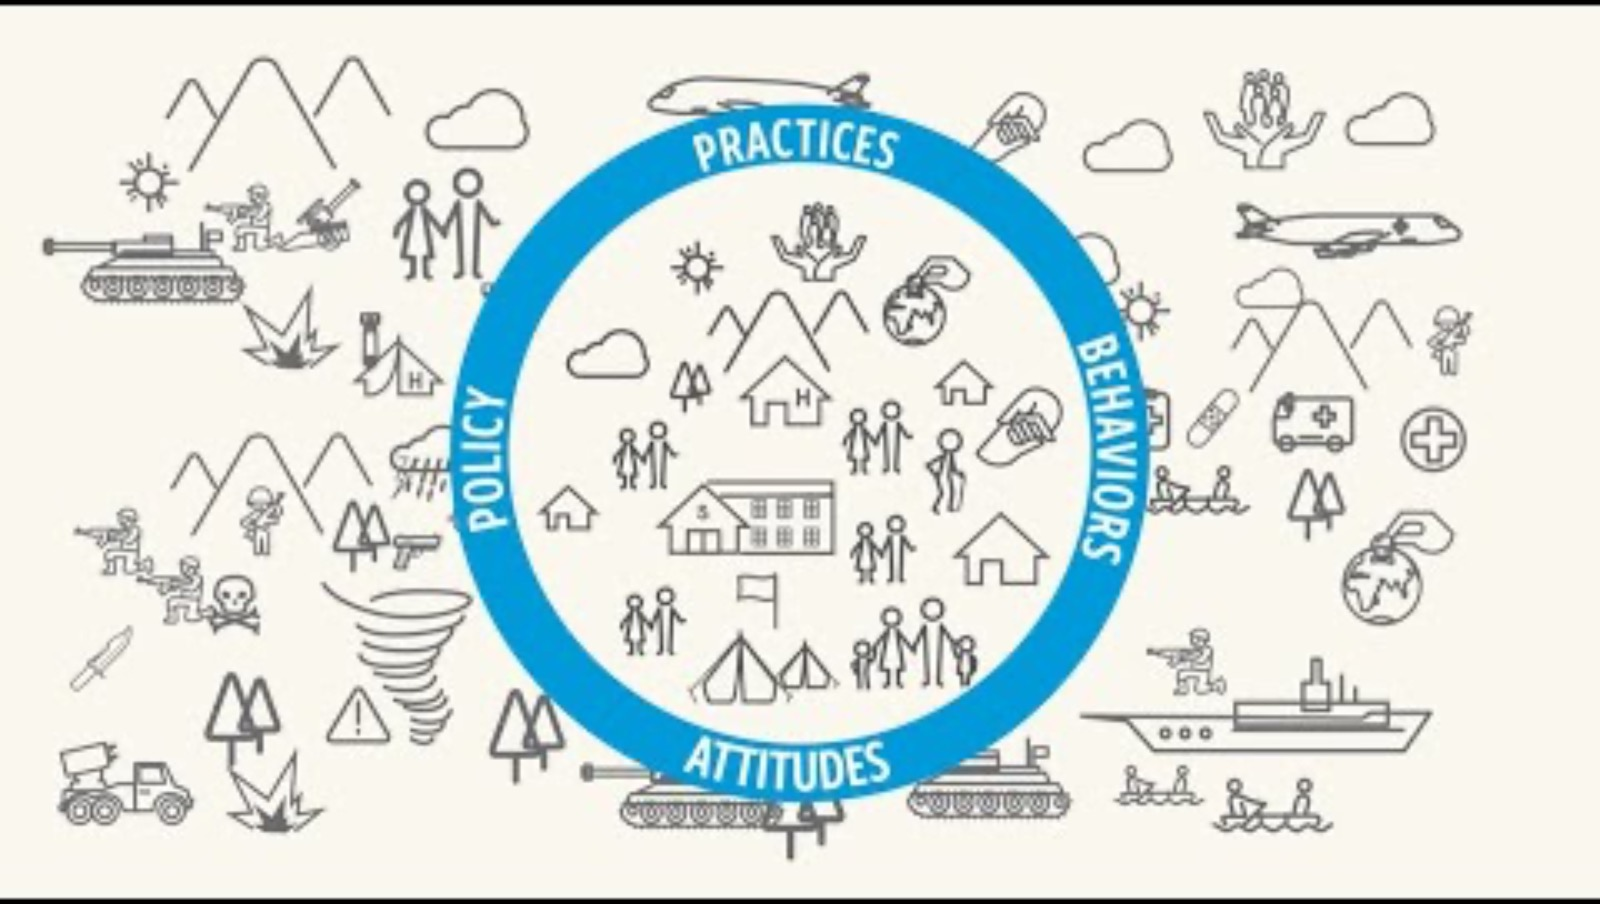 PRACTICES
BEHAVIORS
POLICY
ATTITUDES
H
H
S